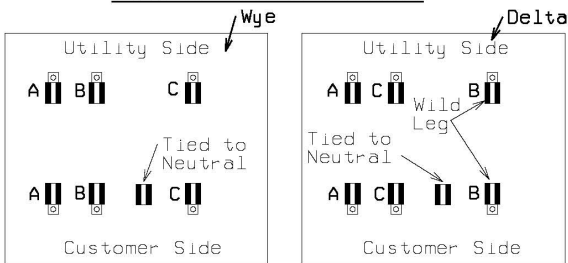 Wye
Delta
Utility Side
Utility Side
A B C
A C B
Wild
Leg
Tied to
Neutral
Tied to
Neutral
A B C
A C B
Customer Side
Customer Side